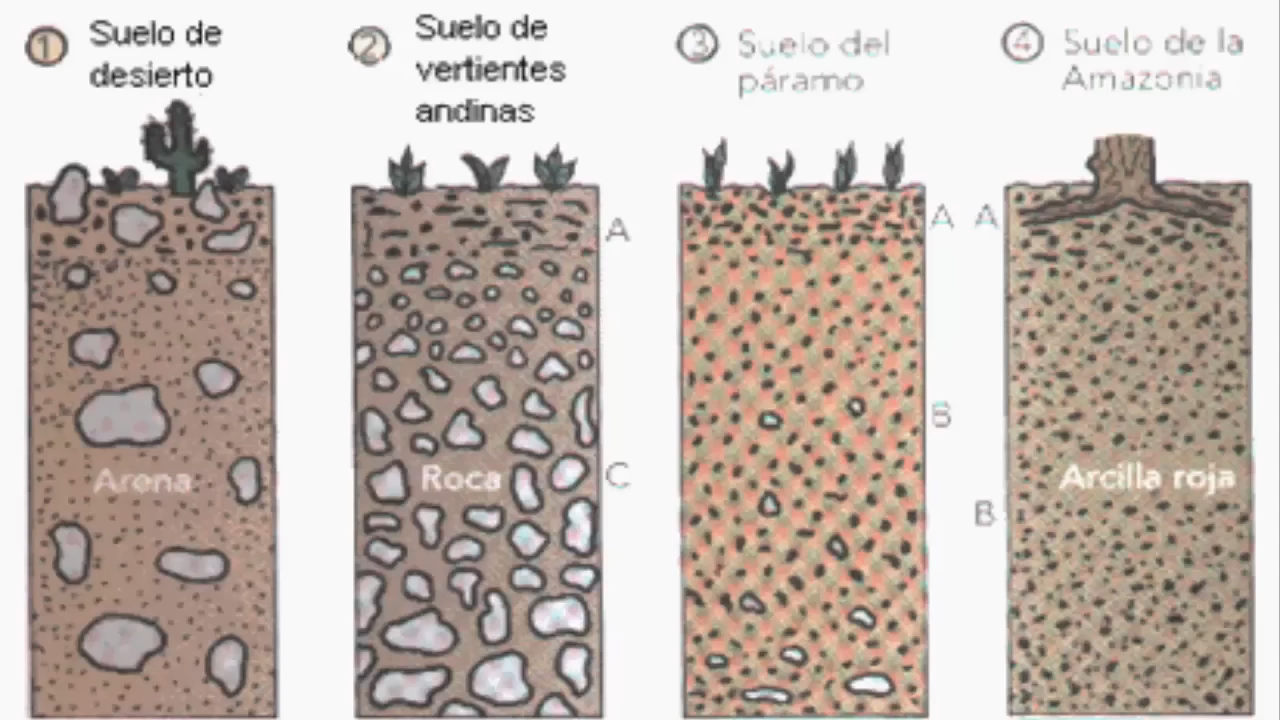 1 Suelo de
desierto
2 Suelo de
vertientes
andinas
3 Suelo del
páramo
4 Suelo de la
Amazonia
A
A
A
B
Arena
Roca
C
Arcilla roja
B